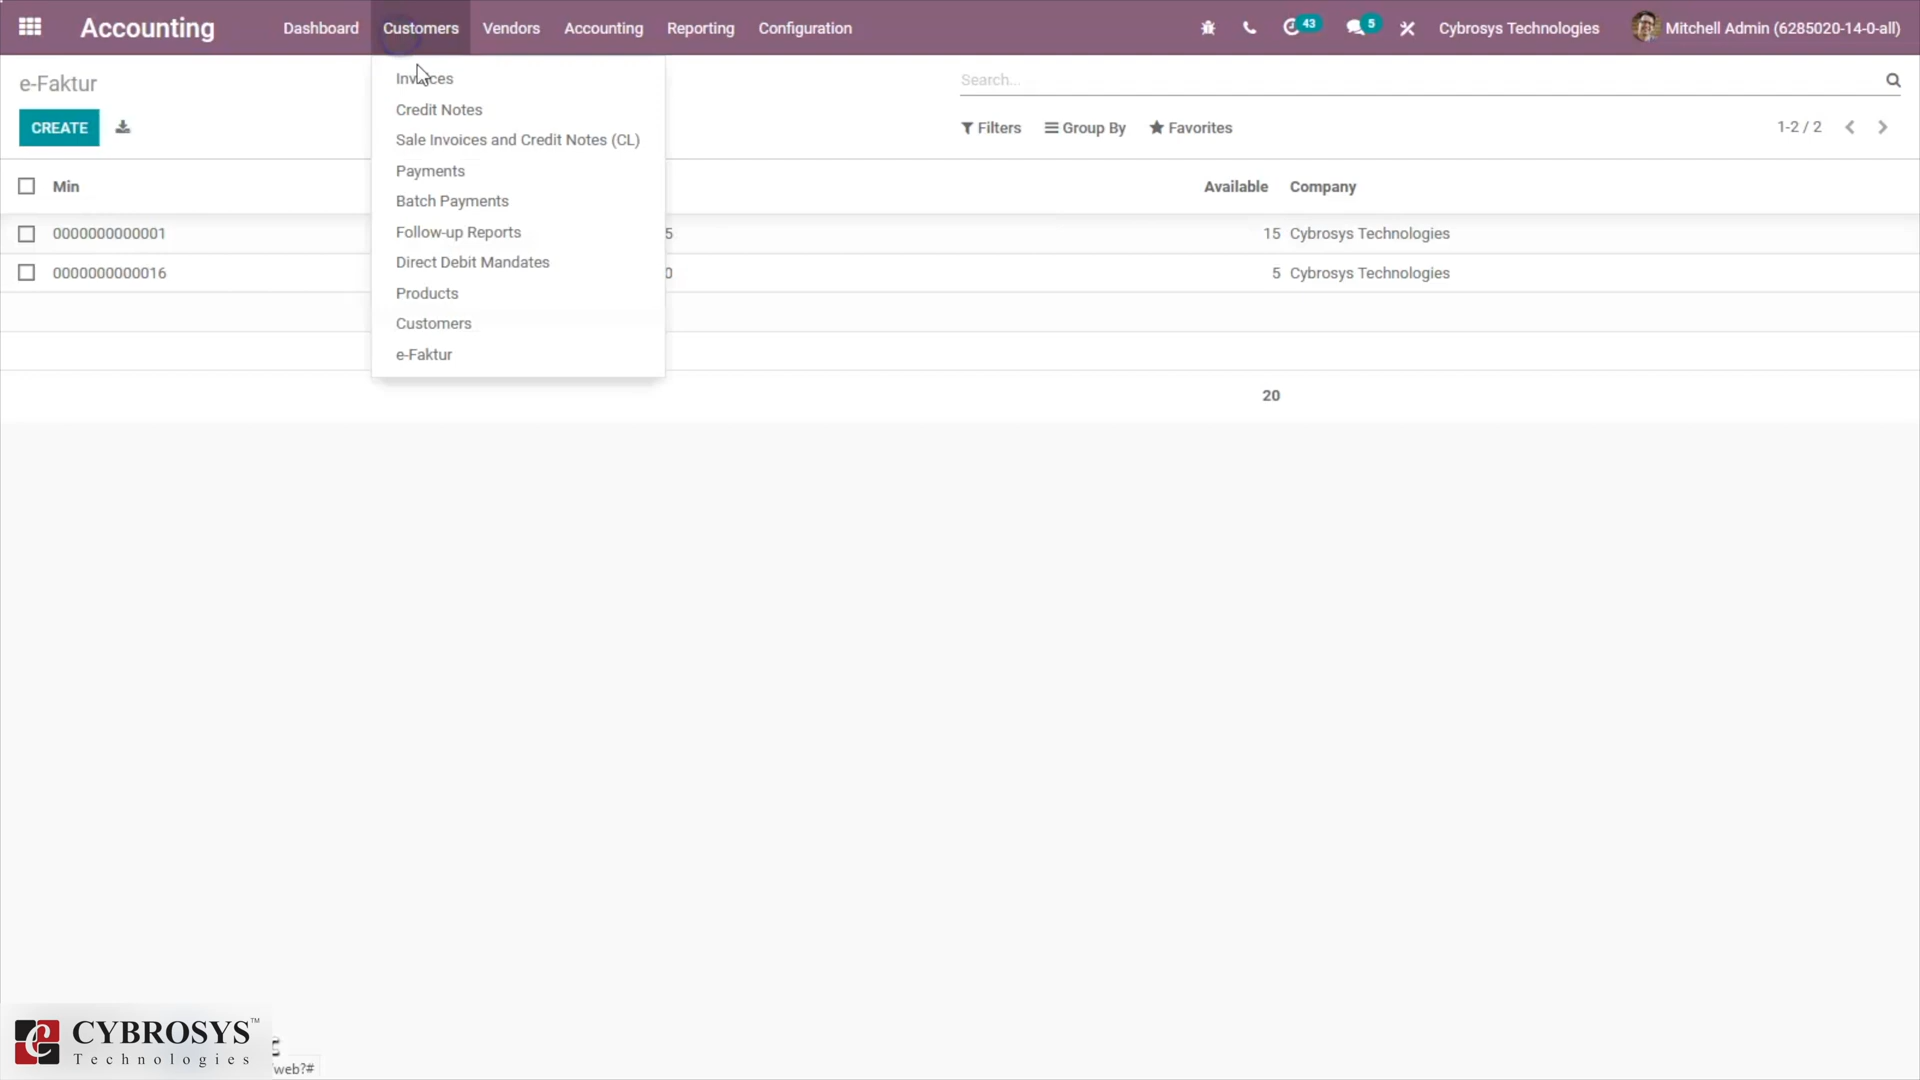 Accounting Dashboard Customers Vendors Accounting Reporting Configuration 43 5 Cybrosys Technologies Mitchell Admin (6285020-14-0-all)
e-Faktur
Search...
CREATE
Filters Group By Favorites 1-2 / 2
Invoices
Credit Notes
Sale Invoices and Credit Notes (CL)
Payments
Batch Payments
Follow-up Reports
Direct Debit Mandates
Products
Customers
e-Faktur
Min Available Company
0000000000001 5 15 Cybrosys Technologies
0000000000016 0 5 Cybrosys Technologies
20
CYBROSYS™
Technologies
web?#